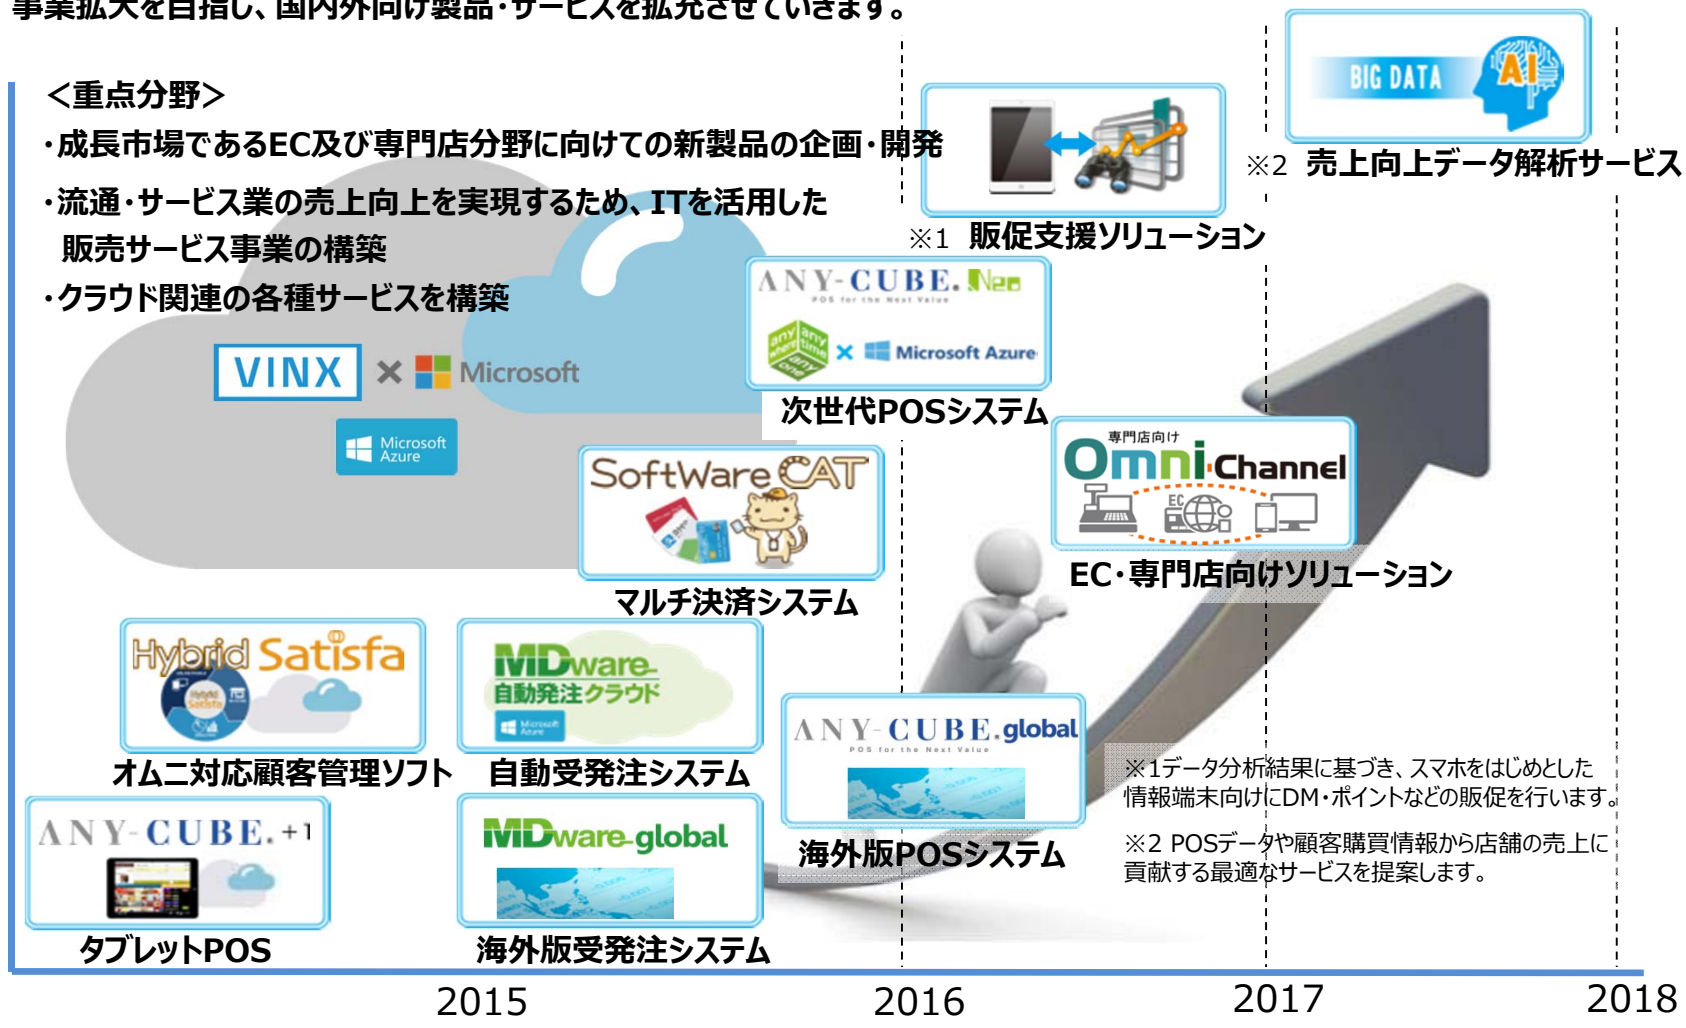 事業拡大を目指し、国内外向け製品・サービスを拡充させていきます。
＜重点分野＞
・成長市場であるEC及び専門店分野に向けての新製品の企画・開発
・流通・サービス業の売上向上を実現するため、ITを活用した
販売サービス事業の構築
・クラウド関連の各種サービスを構築
VINX × Microsoft
Microsoft
Azure
BIG DATA AI
※2 売上向上データ解析サービス
※1 販促支援ソリューション
ANY-CUBE.Neo
POS for the Next Value
any where any time any one × Microsoft Azure
次世代POSシステム
専門店向け
Omni-Channel
EC
EC・専門店向けソリューション
SoftWare CAT
マルチ決済システム
Hybrid Satisfa
Hybrid
Satisfa
オムニ対応顧客管理ソフト
MDware
自動発注クラウド
Microsoft
Azure
自動受発注システム
ANY-CUBE.global
POS for the Next Value
海外版POSシステム
ANY-CUBE.+1
タブレットPOS
MDware-global
海外版受発注システム
※1データ分析結果に基づき、スマホをはじめとした
情報端末向けにDM・ポイントなどの販促を行います。
※2 POSデータや顧客購買情報から店舗の売上に
貢献する最適なサービスを提案します。
2015
2016
2017
2018